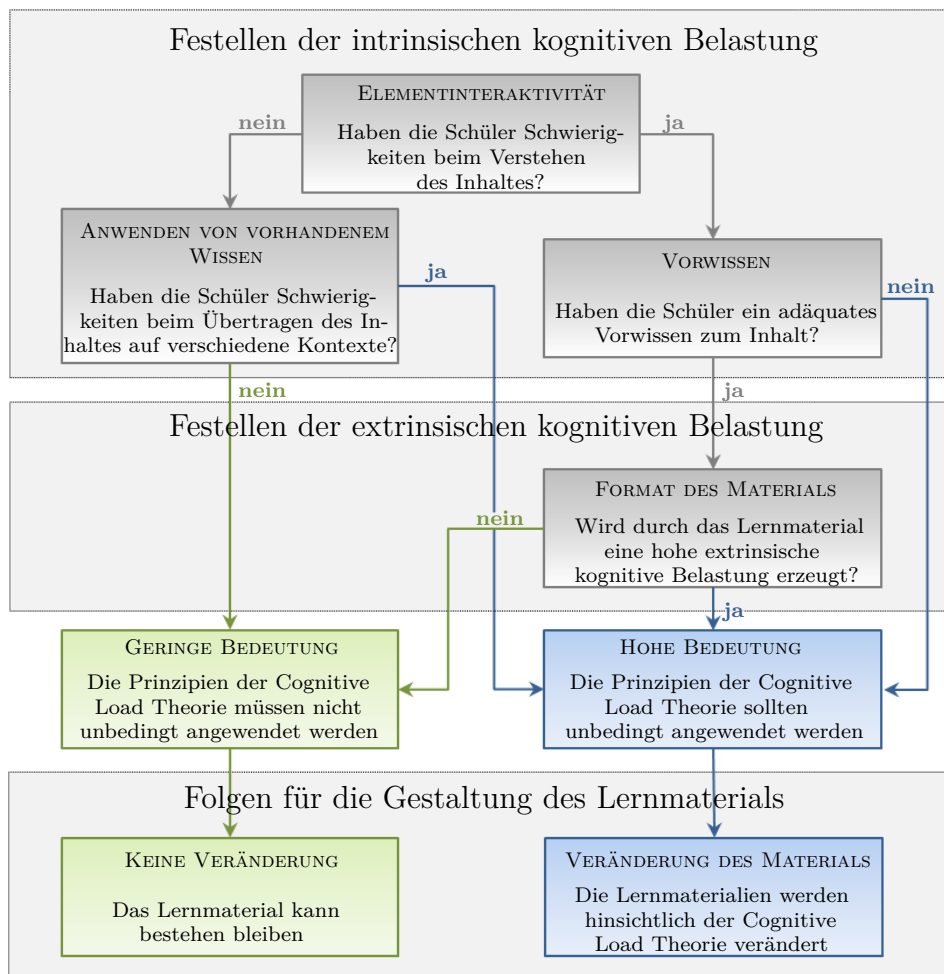 Festellen der intrinsischen kognitiven Belastung
Elementinteraktivität
nein
ja
Haben die Schüler Schwierig-
keiten beim Verstehen
des Inhaltes?
Anwenden von vorhandenem
Wissen
Haben die Schüler Schwierig-
keiten beim Übertragen des In-
haltes auf verschiedene Kontexte?
ja
Vorwissen
Haben die Schüler ein adäquates
Vorwissen zum Inhalt?
nein
nein
ja
Festellen der extrinsischen kognitiven Belastung
Format des Materials
Wird durch das Lernmaterial
eine hohe extrinsische
kognitive Belastung erzeugt?
nein
ja
Geringe Bedeutung
Die Prinzipien der Cognitive
Load Theorie müssen nicht
unbedingt angewendet werden
Hohe Bedeutung
Die Prinzipien der Cognitive
Load Theorie sollten
unbedingt angewendet werden
Folgen für die Gestaltung des Lernmaterials
Keine Veränderung
Das Lernmaterial kann
bestehen bleiben
Veränderung des Materials
Die Lernmaterialien werden
hinsichtlich der Cognitive
Load Theorie verändert